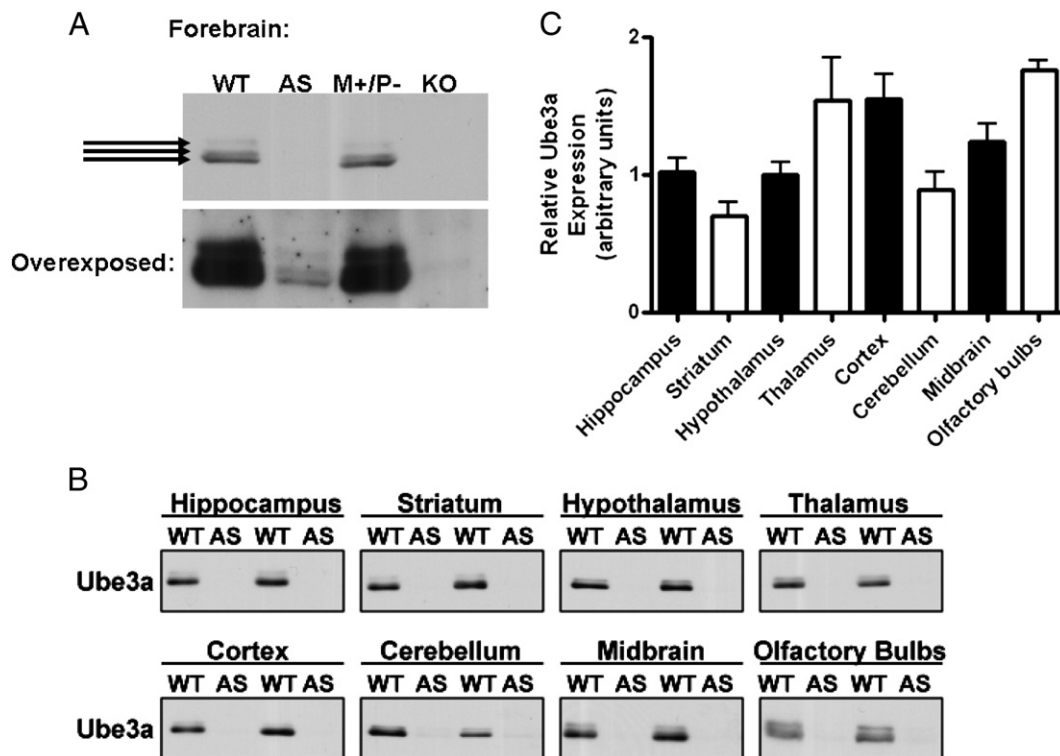 A
Forebrain:
WT AS M+/P- KO
Overexposed:
C
Relative Ube3a
Expression
(arbitrary units)
2
1
0
Hippocampus
Striatum
Hypothalamus
Thalamus
Cortex
Cerebellum
Midbrain
Olfactory bulbs
B
Hippocampus Striatum Hypothalamus Thalamus
WT AS WT AS WT AS WT AS WT AS WT AS WT AS WT AS
Ube3a
Cortex Cerebellum Midbrain Olfactory Bulbs
WT AS WT AS WT AS WT AS WT AS WT AS WT AS WT AS
Ube3a